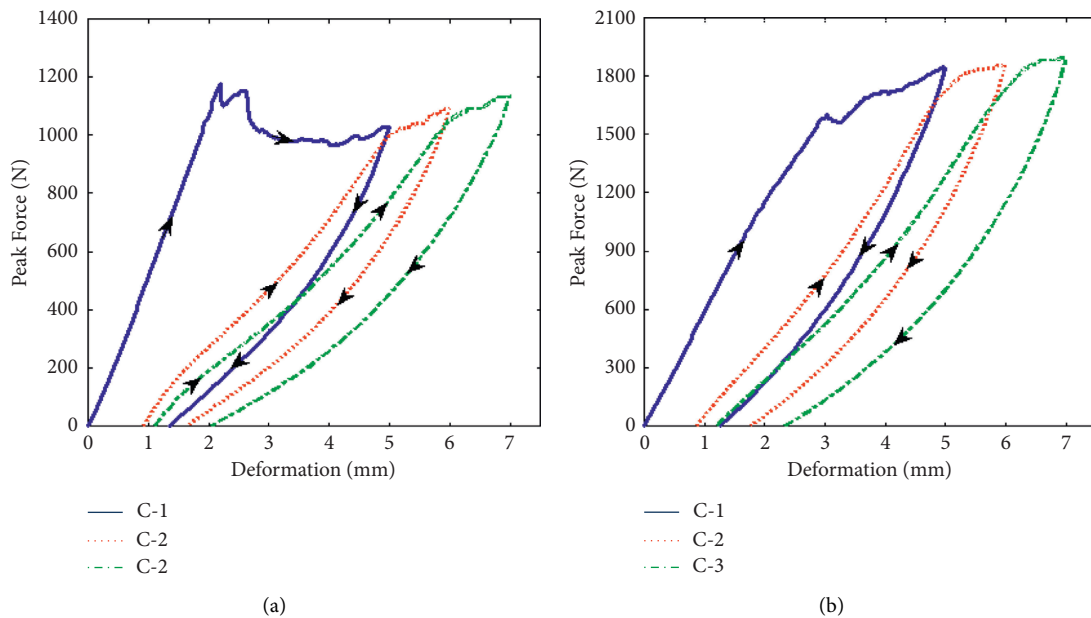 1400
1200
1000
800
600
400
200
0
Peak Force (N)
0 1 2 3 4 5 6 7
Deformation (mm)
C-1
C-2
C-2
(a)
2100
1800
1500
1200
900
600
300
0
Peak Force (N)
0 1 2 3 4 5 6 7
Deformation (mm)
C-1
C-2
C-3
(b)